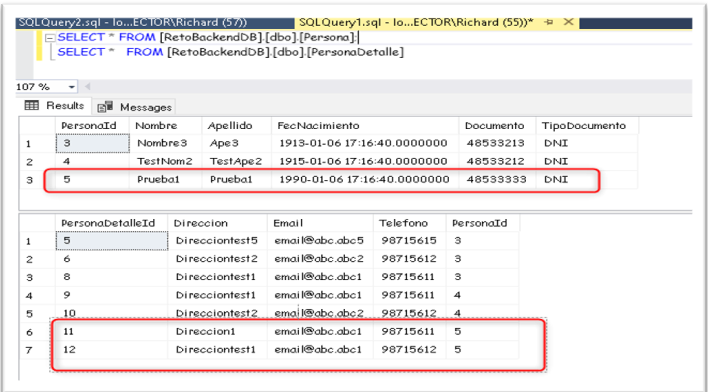 SQLQuery2.sql - lo...ECTOR\Richard (57)) SQLQuery1.sql - lo...ECTOR\Richard (55))*
SELECT * FROM [RetoBackendDB].[dbo].[Persona];
SELECT * FROM [RetoBackendDB].[dbo].[PersonaDetalle]
107 %
Results Messages
PersonaId Nombre Apellido FecNacimiento Documento TipoDocumento
1 3 Nombre3 Ape3 1913-01-06 17:16:40.0000000 48533213 DNI
2 4 TestNom2 TestApe2 1915-01-06 17:16:40.0000000 48533212 DNI
3 5 Prueba1 Prueba1 1990-01-06 17:16:40.0000000 48533333 DNI
PersonaDetalleId Direccion Email Telefono PersonaId
1 5 Direcciontest5 email@abc.abc5 98715615 3
2 6 Direcciontest2 email@abc.abc2 98715612 3
3 8 Direcciontest1 email@abc.abc1 98715611 3
4 9 Direcciontest1 email@abc.abc1 98715611 4
5 10 Direcciontest2 email@abc.abc2 98715612 4
6 11 Direccion1 email@abc.abc1 98715611 5
7 12 Direcciontest1 email@abc.abc1 98715612 5